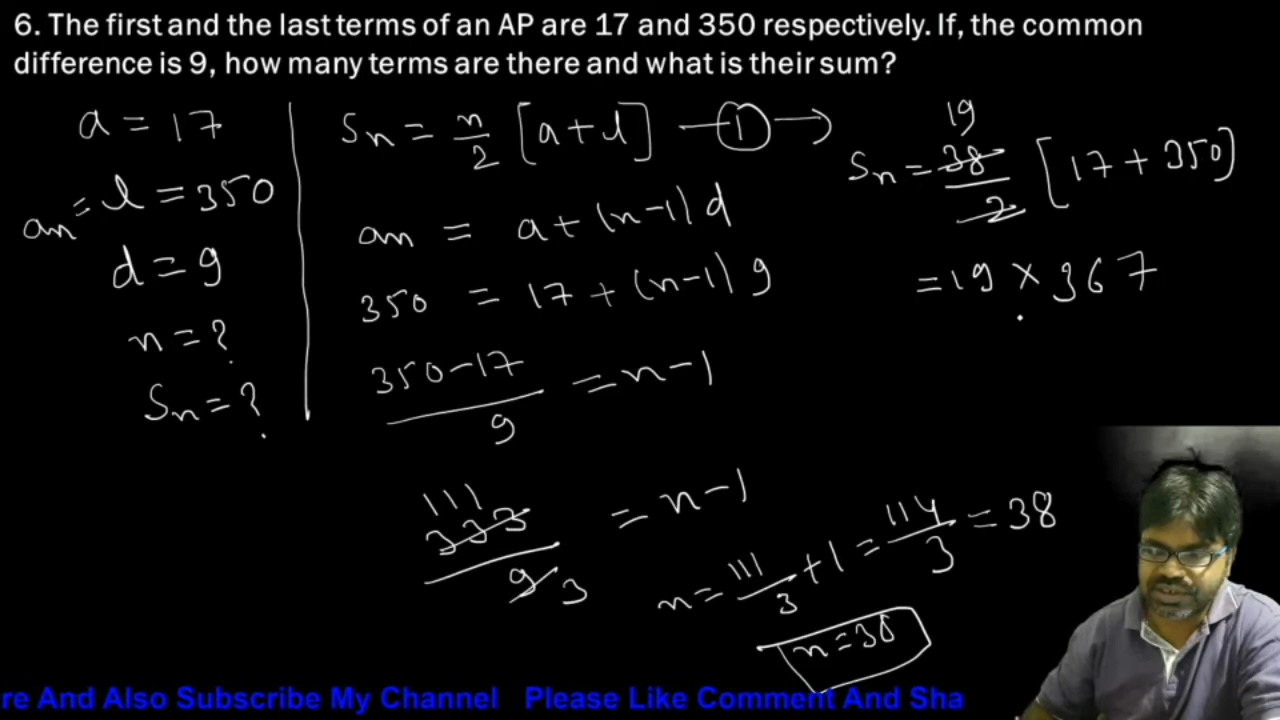 6. The first and the last terms of an AP are 17 and 350 respectively. If, the common
difference is 9, how many terms are there and what is their sum?
a = 17
an = l = 350
d = 9
n = ?
Sn = ?
Sn = n/2 [a + l] — ① →
an = a + (n-1) d
350 = 17 + (n-1) 9
350-17 / 9 = n-1
111
333 / 9 3 = n-1
n = 111/3 + 1 = 114/3 = 38
n = 38
19
Sn = 38/2 [17 + 350]
= 19 × 367
re And Also Subscribe My Channel Please Like Comment And Sha